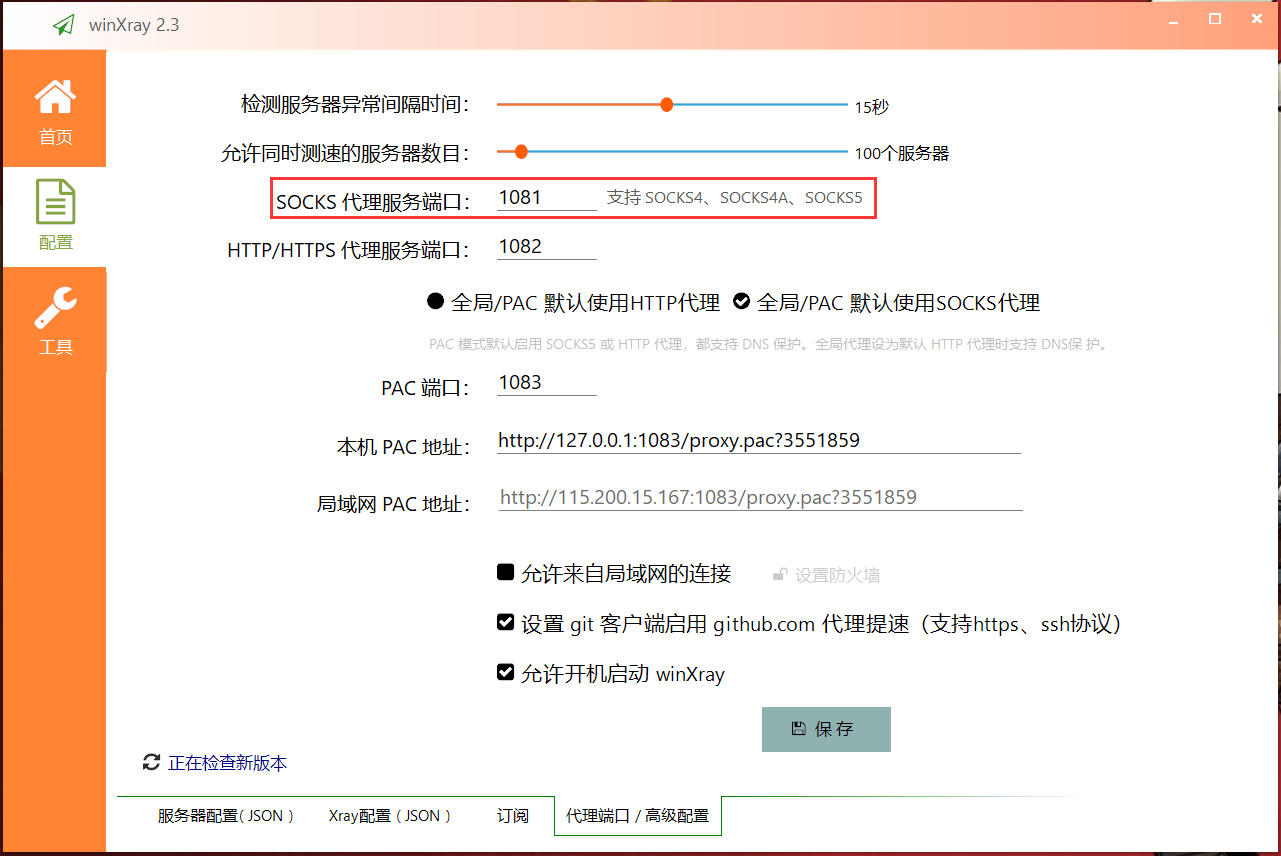 winXray 2.3
首页
配置
工具
检测服务器异常间隔时间： 15秒
允许同时测速的服务器数目： 100个服务器
SOCKS 代理服务端口： 1081 支持 SOCKS4、SOCKS4A、SOCKS5
HTTP/HTTPS 代理服务端口： 1082
全局/PAC 默认使用HTTP代理 全局/PAC 默认使用SOCKS代理
PAC 模式默认启用 SOCKS5 或 HTTP 代理，都支持 DNS 保护。全局代理设为默认 HTTP 代理时支持 DNS保 护。
PAC 端口： 1083
本机 PAC 地址： http://127.0.0.1:1083/proxy.pac?3551859
局域网 PAC 地址： http://115.200.15.167:1083/proxy.pac?3551859
允许来自局域网的连接 设置防火墙
设置 git 客户端启用 github.com 代理提速（支持https、ssh协议）
允许开机启动 winXray
保存
正在检查新版本
服务器配置( JSON ) Xray配置 ( JSON ) 订阅 代理端口 / 高级配置